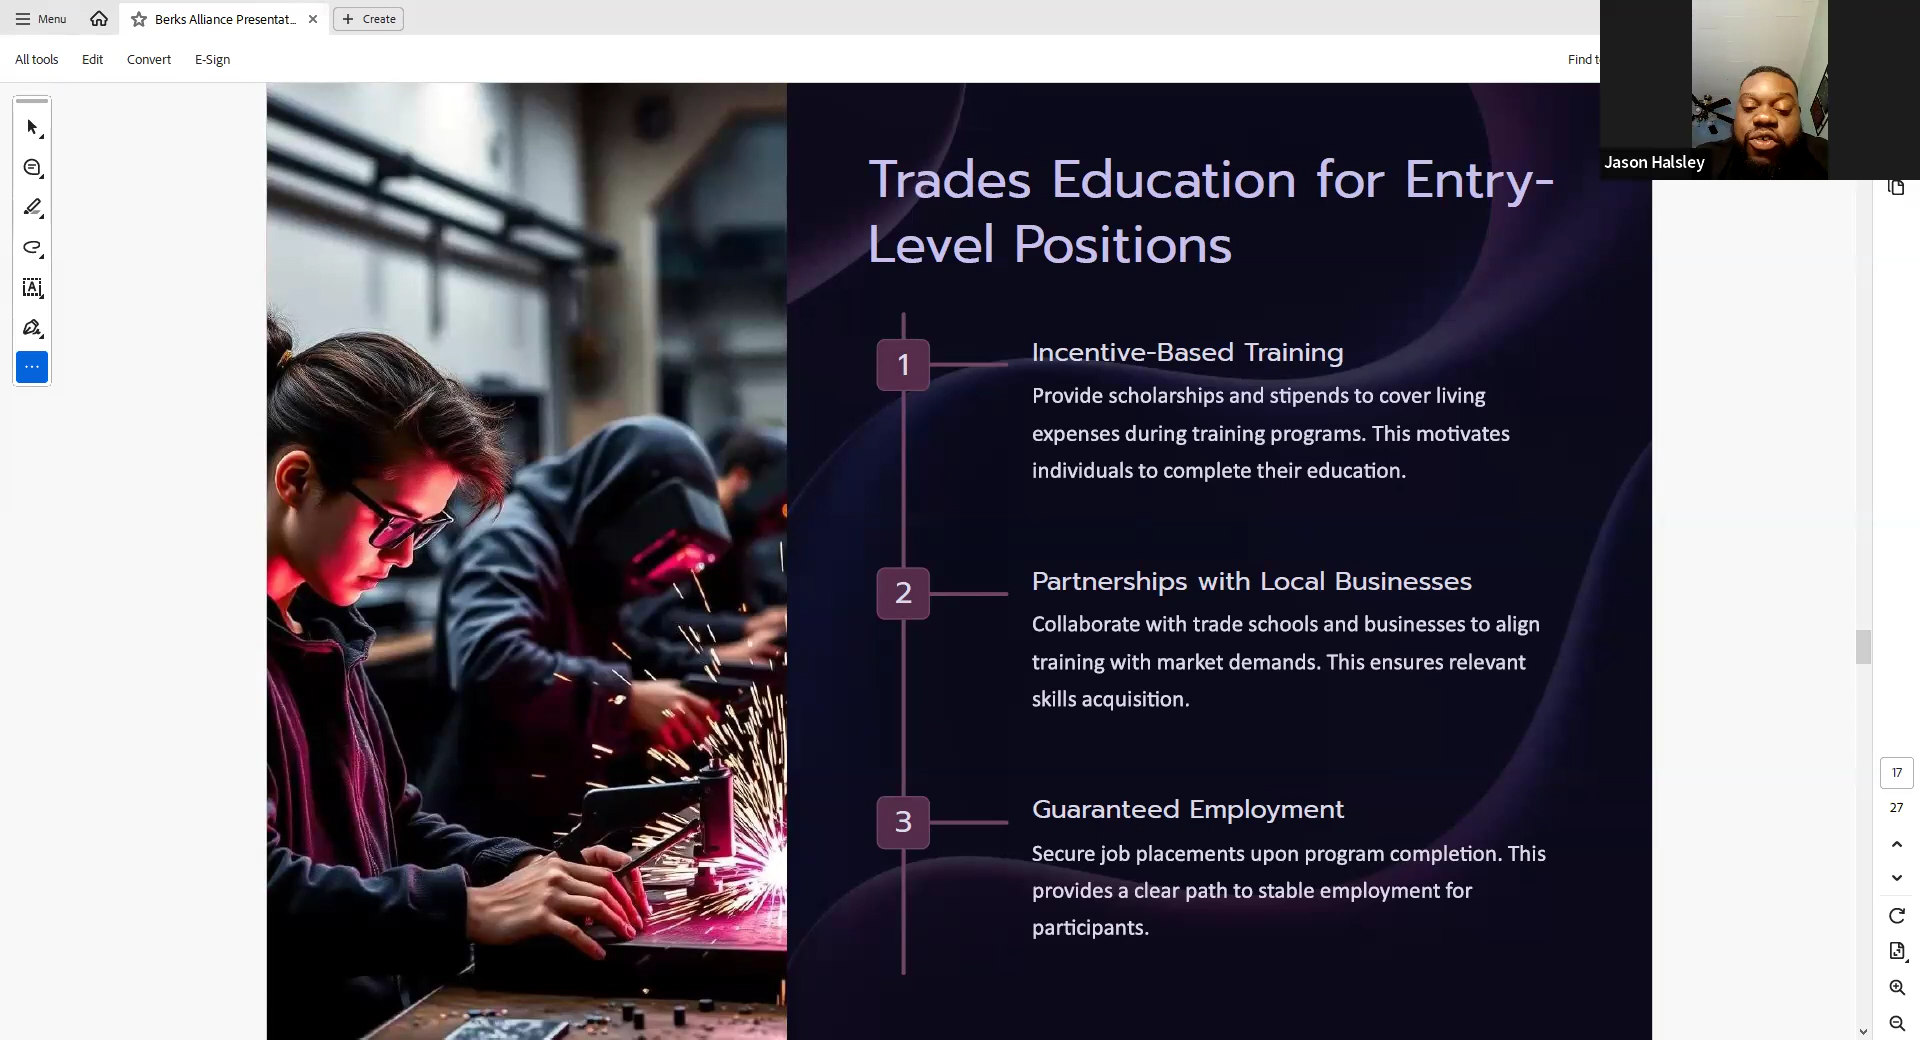 Menu
Berks Alliance Presentat...
Create
All tools
Edit
Convert
E-Sign
Jason Halsley
Trades Education for Entry-
Level Positions
1
Incentive-Based Training
Provide scholarships and stipends to cover living
expenses during training programs. This motivates
individuals to complete their education.
2
Partnerships with Local Businesses
Collaborate with trade schools and businesses to align
training with market demands. This ensures relevant
skills acquisition.
3
Guaranteed Employment
Secure job placements upon program completion. This
provides a clear path to stable employment for
participants.
17
27
Find